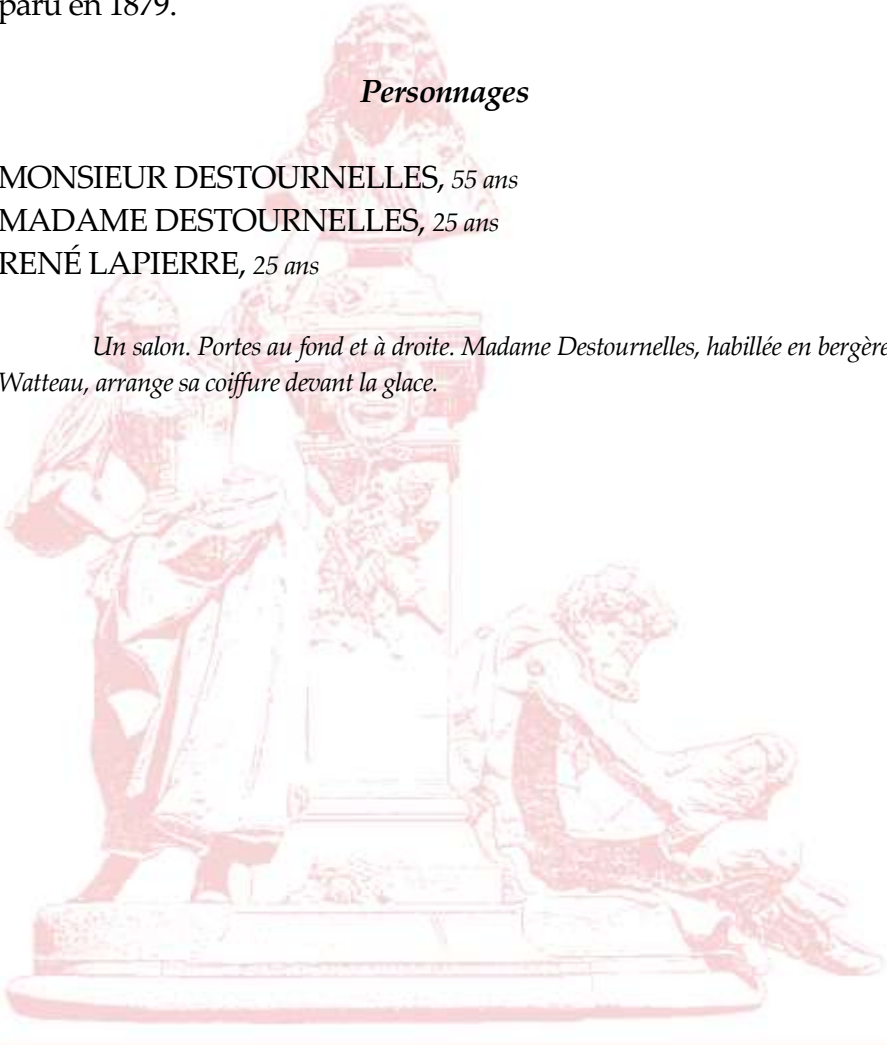 paru en 1879.
Personnages
MONSIEUR DESTOURNELLES, 55 ans
MADAME DESTOURNELLES, 25 ans
RENÉ LAPIERRE, 25 ans
Un salon. Portes au fond et à droite. Madame Destournelles, habillée en bergère
Watteau, arrange sa coiffure devant la glace.